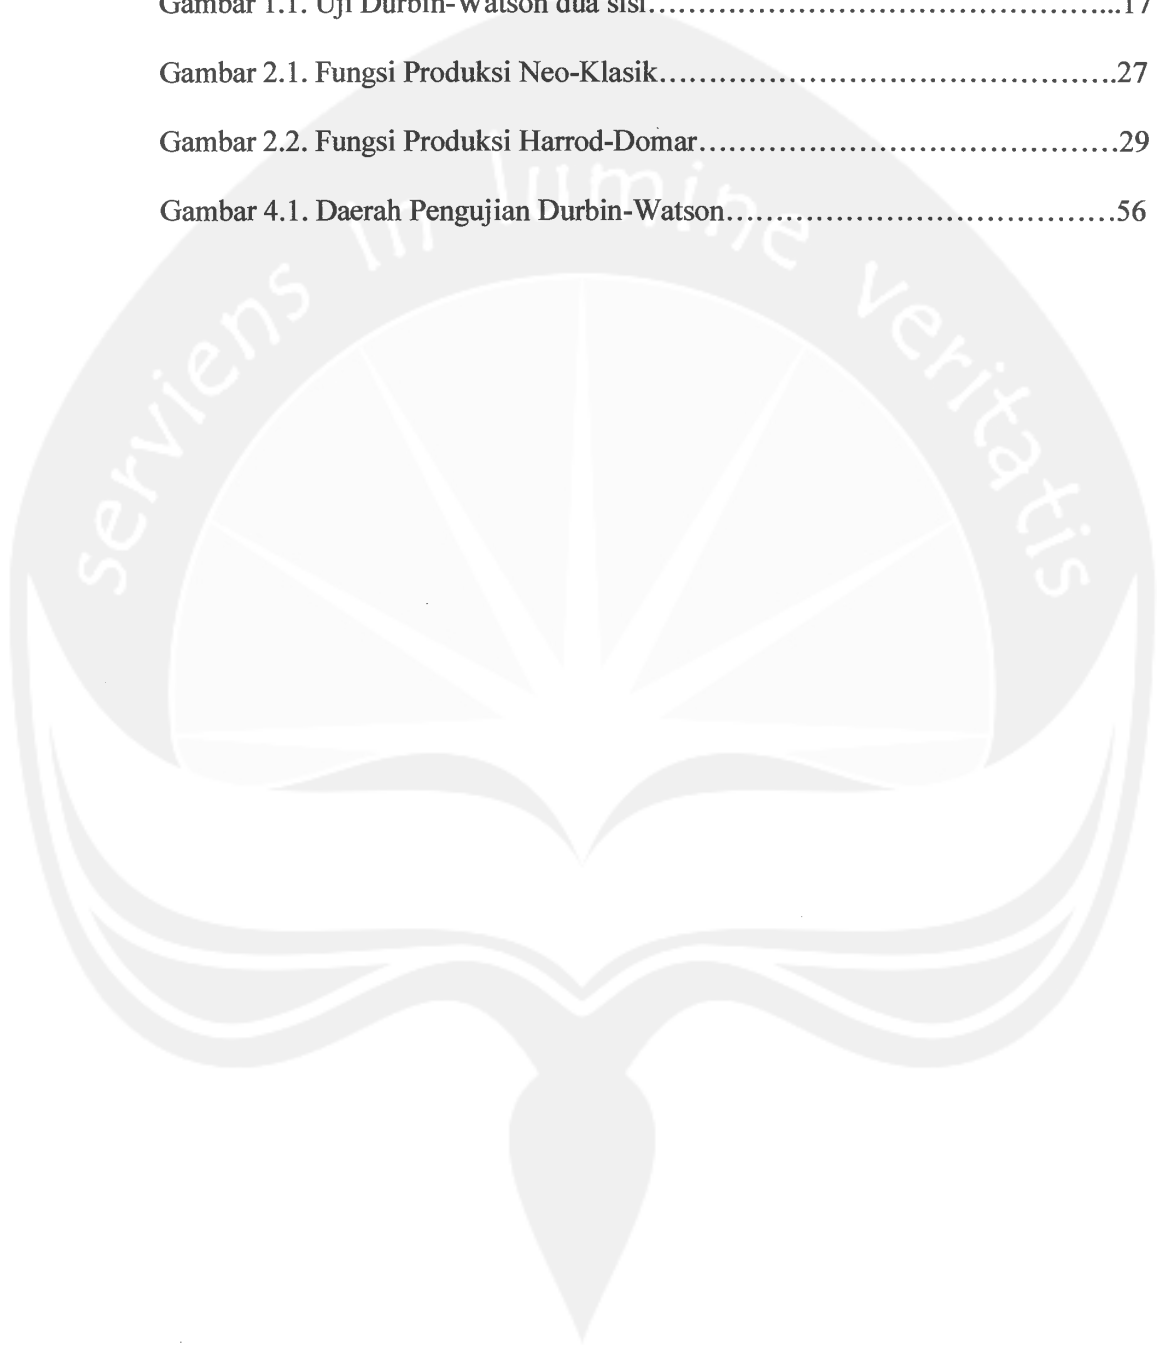 Gambar 1.1. Uji Durbin-Watson dua sisi……………………………………………...17
Gambar 2.1. Fungsi Produksi Neo-Klasik…………………………………………..27
Gambar 2.2. Fungsi Produksi Harrod-Domar………………………………………29
Gambar 4.1. Daerah Pengujian Durbin-Watson……………………………………56
serviens in lumine veritatis